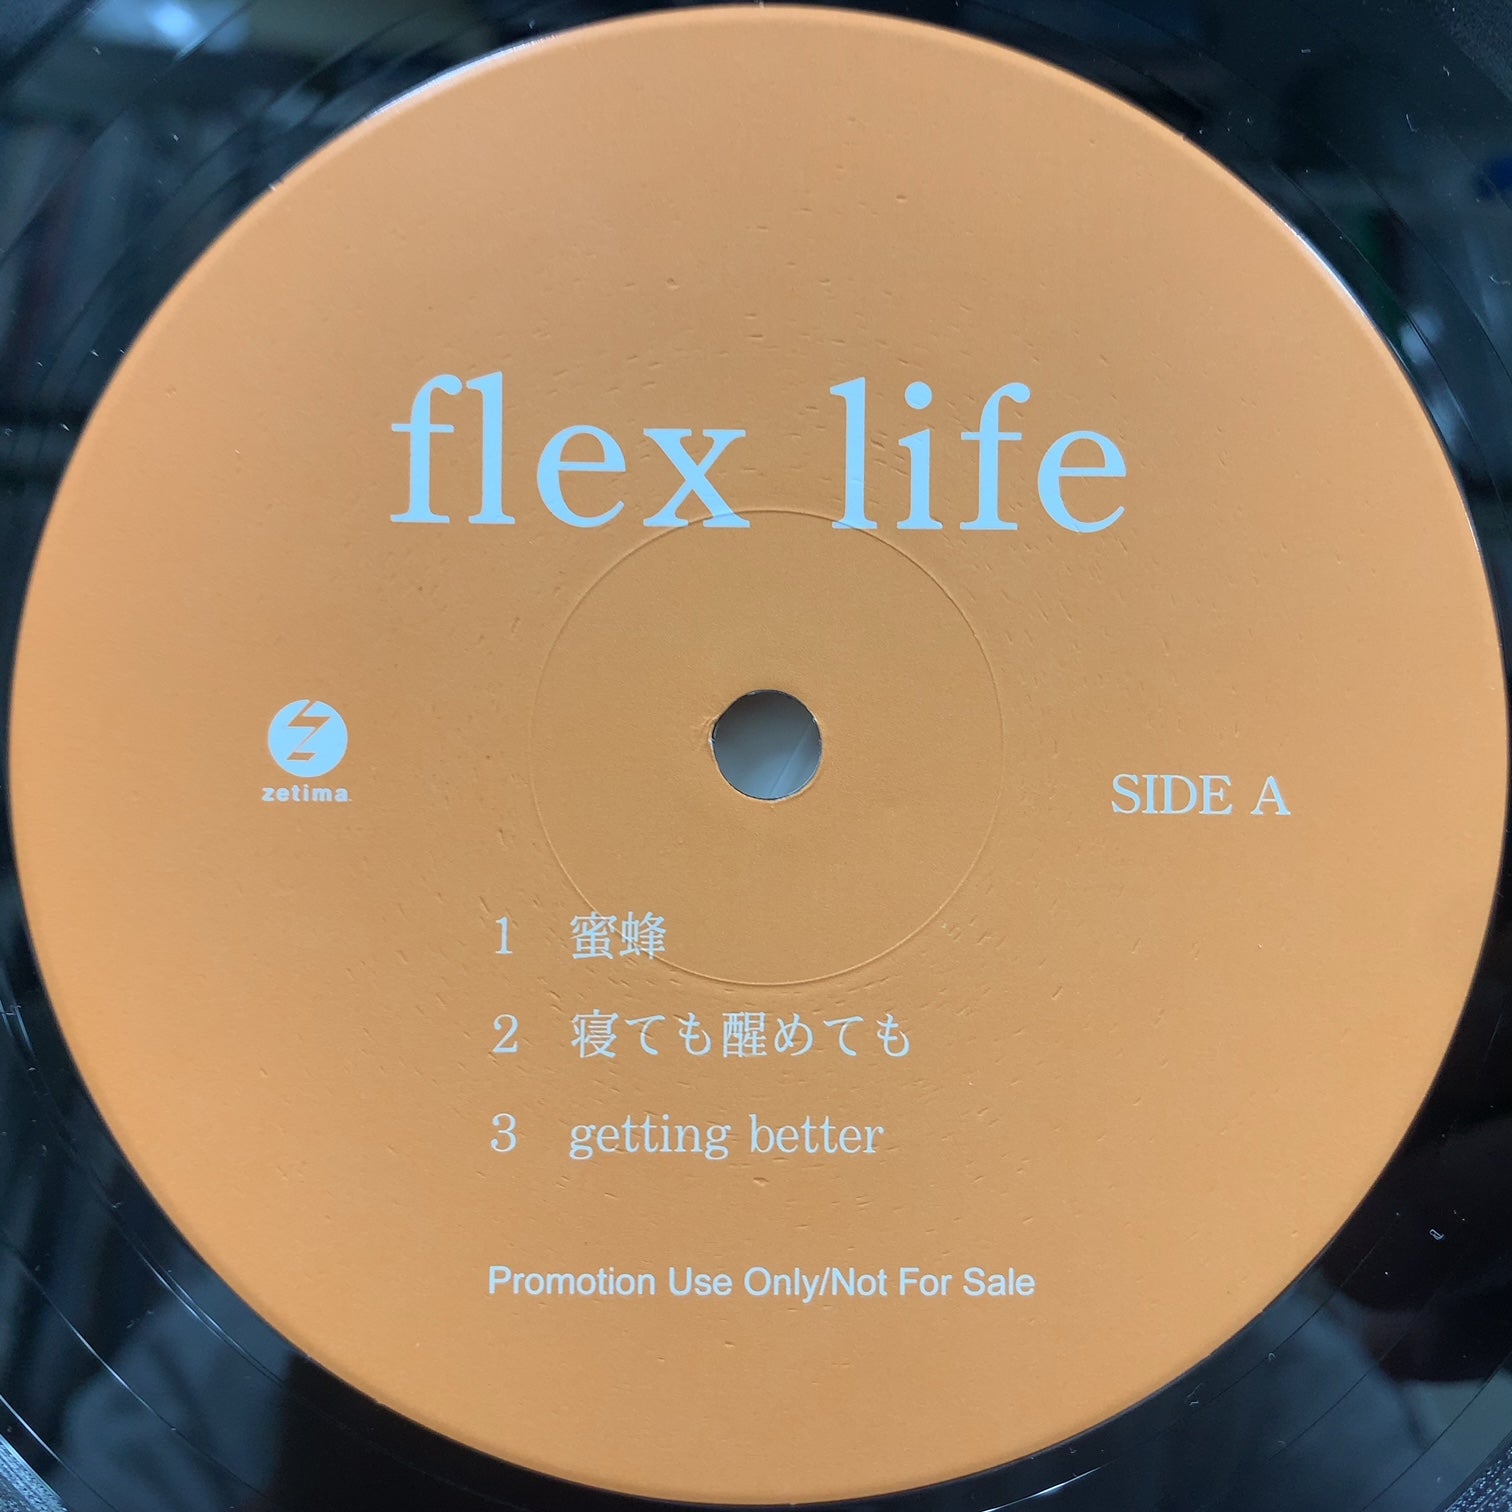 flex life
zetima
SIDE A
1 蜜蜂
2 寝ても醒めても
3 getting better
Promotion Use Only/Not For Sale